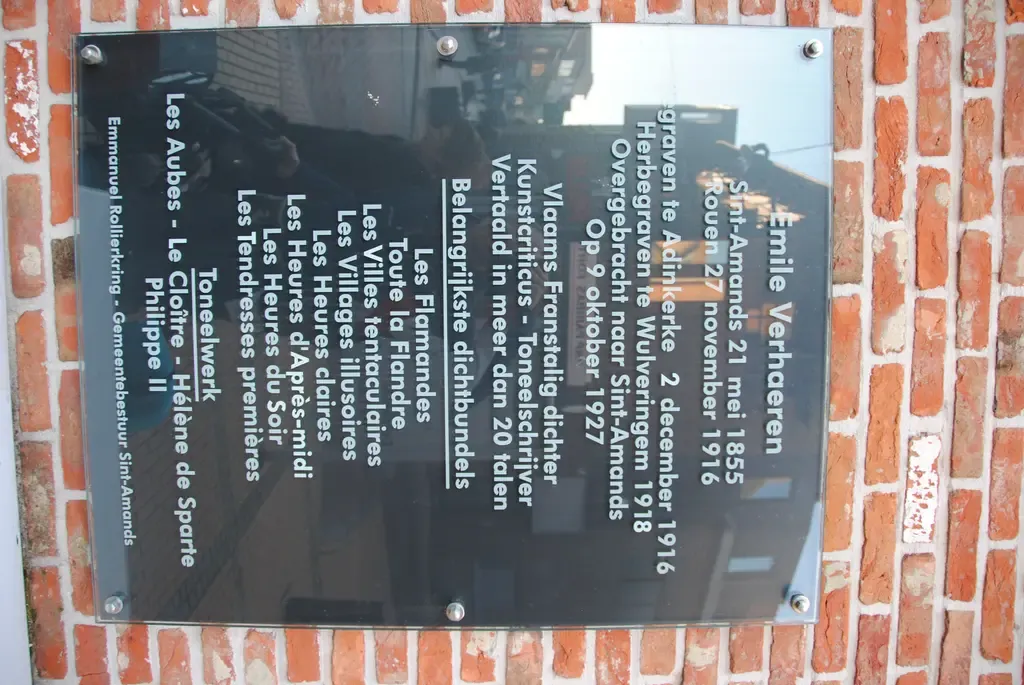 Emile Verhaeren
Sint-Amands 21 mei 1855
Rouen 27 november 1916
graven te Adinkerke 2 december 1916
Herbegraven te Wulveringem 1918
Overgebracht naar Sint-Amands
Op 9 oktober 1927
Vlaams Franstalig dichter
Kunstcriticus - Toneelschrijver
Vertaald in meer dan 20 talen
Belangrijkste dichtbundels
Les Flamandes
Toute la Flandre
Les Villes tentaculaires
Les Villages illusoires
Les Heures claires
Les Heures d'Après-midi
Les Heures du Soir
Les Tendresses premières
Toneelwerk
Les Aubes - Le Cloître - Hélène de Sparte
Philippe II
Emmanuel Rollierkring - Gemeentebestuur Sint-Amands